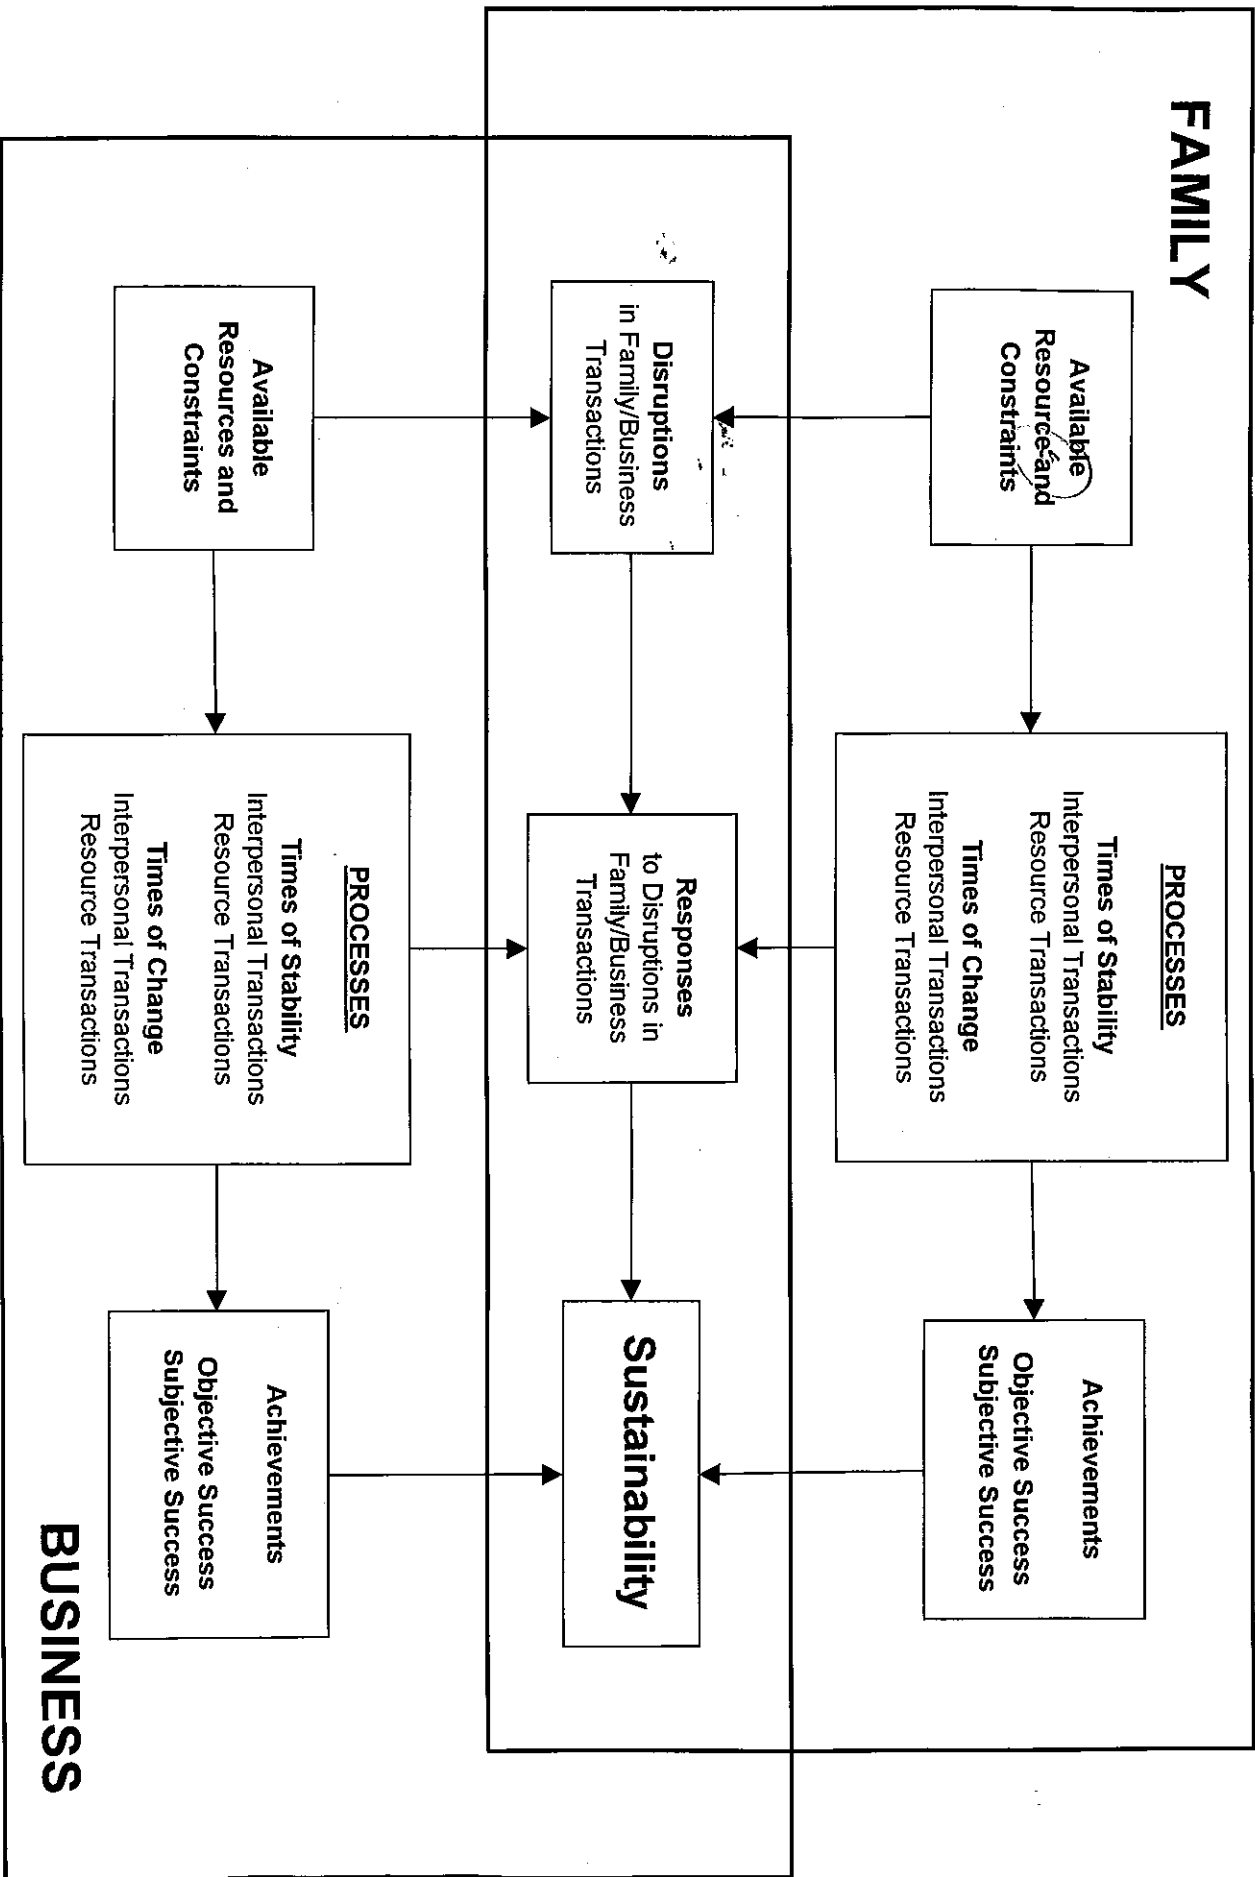 FAMILY
Available
Resource and
Constraints
PROCESSES
Times of Stability
Interpersonal Transactions
Resource Transactions
Times of Change
Interpersonal Transactions
Resource Transactions
Achievements
Objective Success
Subjective Success
Disruptions
in Family/Business
Transactions
Responses
to Disruptions in
Family/Business
Transactions
Sustainability
Available
Resources and
Constraints
PROCESSES
Times of Stability
Interpersonal Transactions
Resource Transactions
Times of Change
Interpersonal Transactions
Resource Transactions
Achievements
Objective Success
Subjective Success
BUSINESS